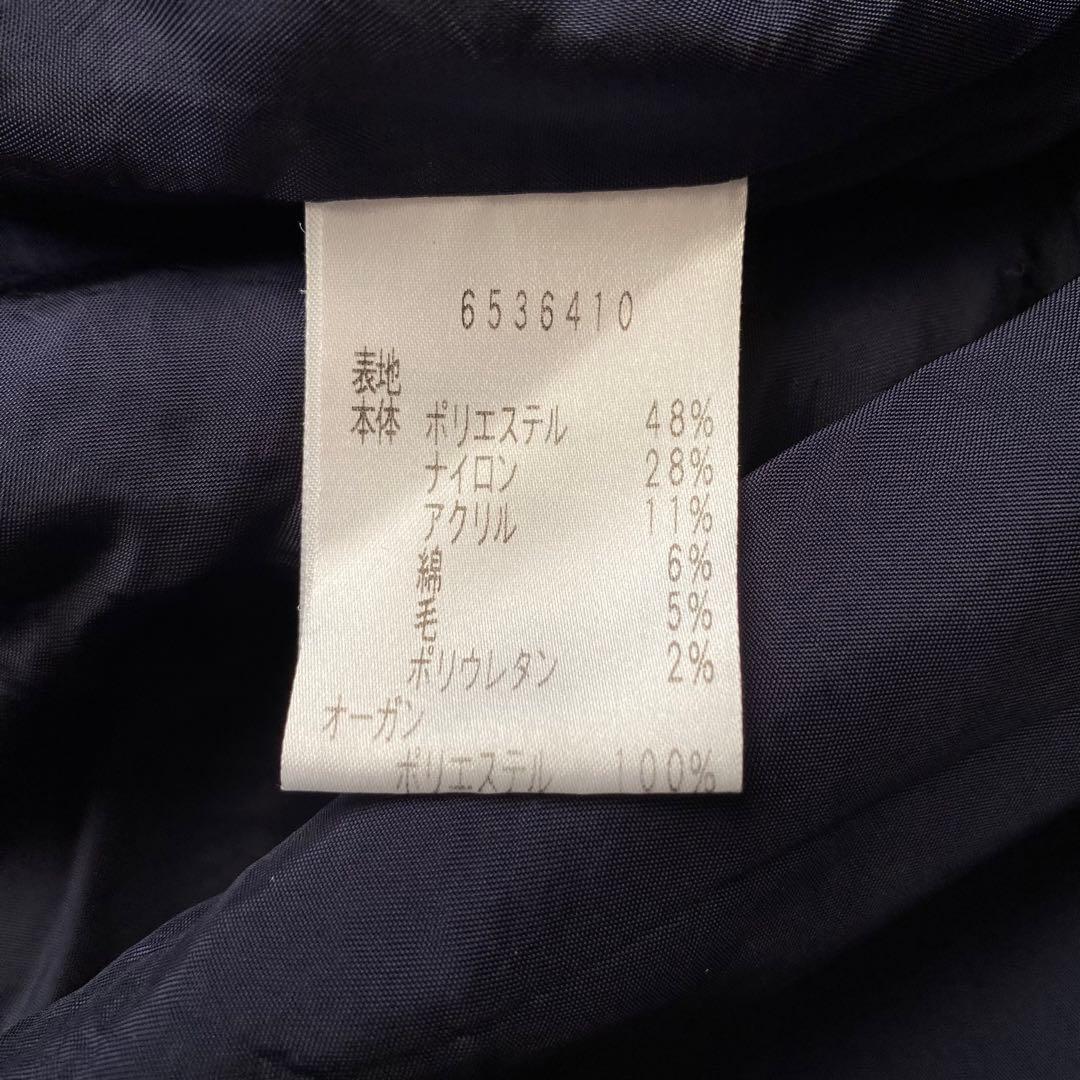 6536410
表地
本体 ポリエステル 48%
ナイロン 28%
アクリル 11%
綿 6%
毛 5%
ポリウレタン 2%
オーガン
ポリエステル 100%